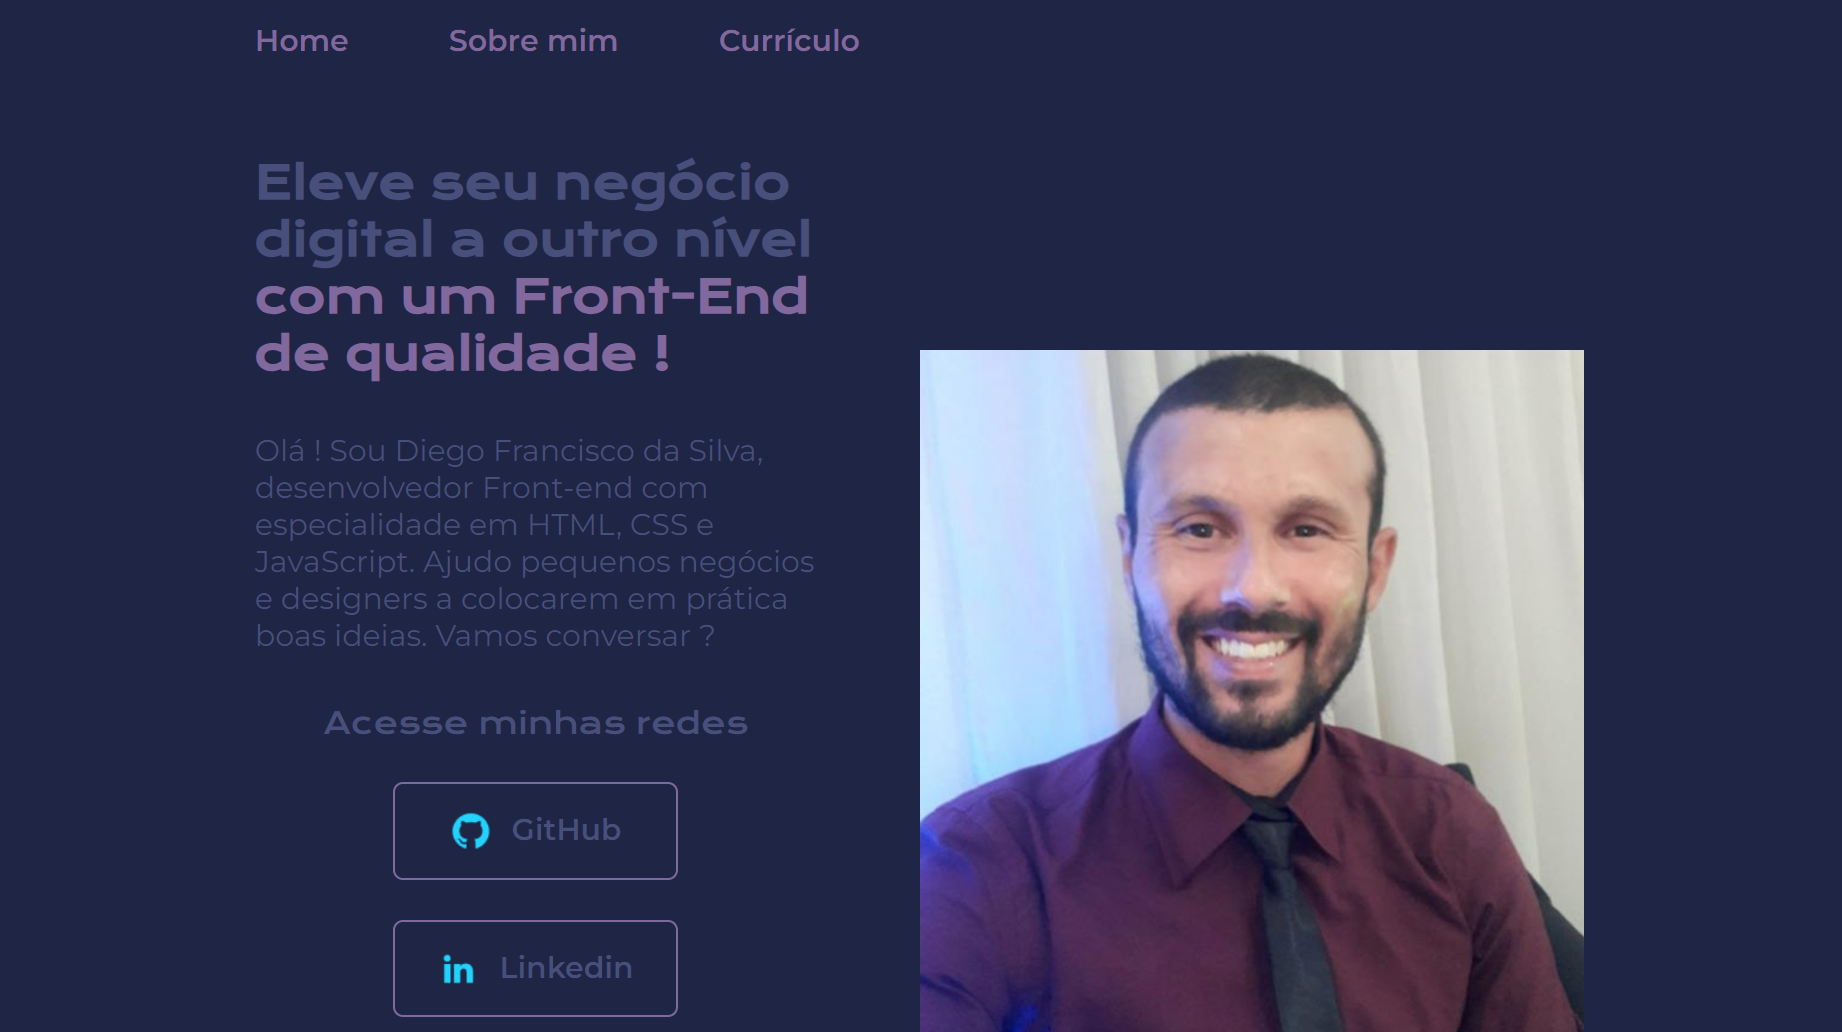 Home Sobre mim Currículo
Eleve seu negócio
digital a outro nível
com um Front-End
de qualidade !
Olá ! Sou Diego Francisco da Silva,
desenvolvedor Front-end com
especialidade em HTML, CSS e
JavaScript. Ajudo pequenos negócios
e designers a colocarem em prática
boas ideias. Vamos conversar ?
Acesse minhas redes
GitHub
in Linkedin